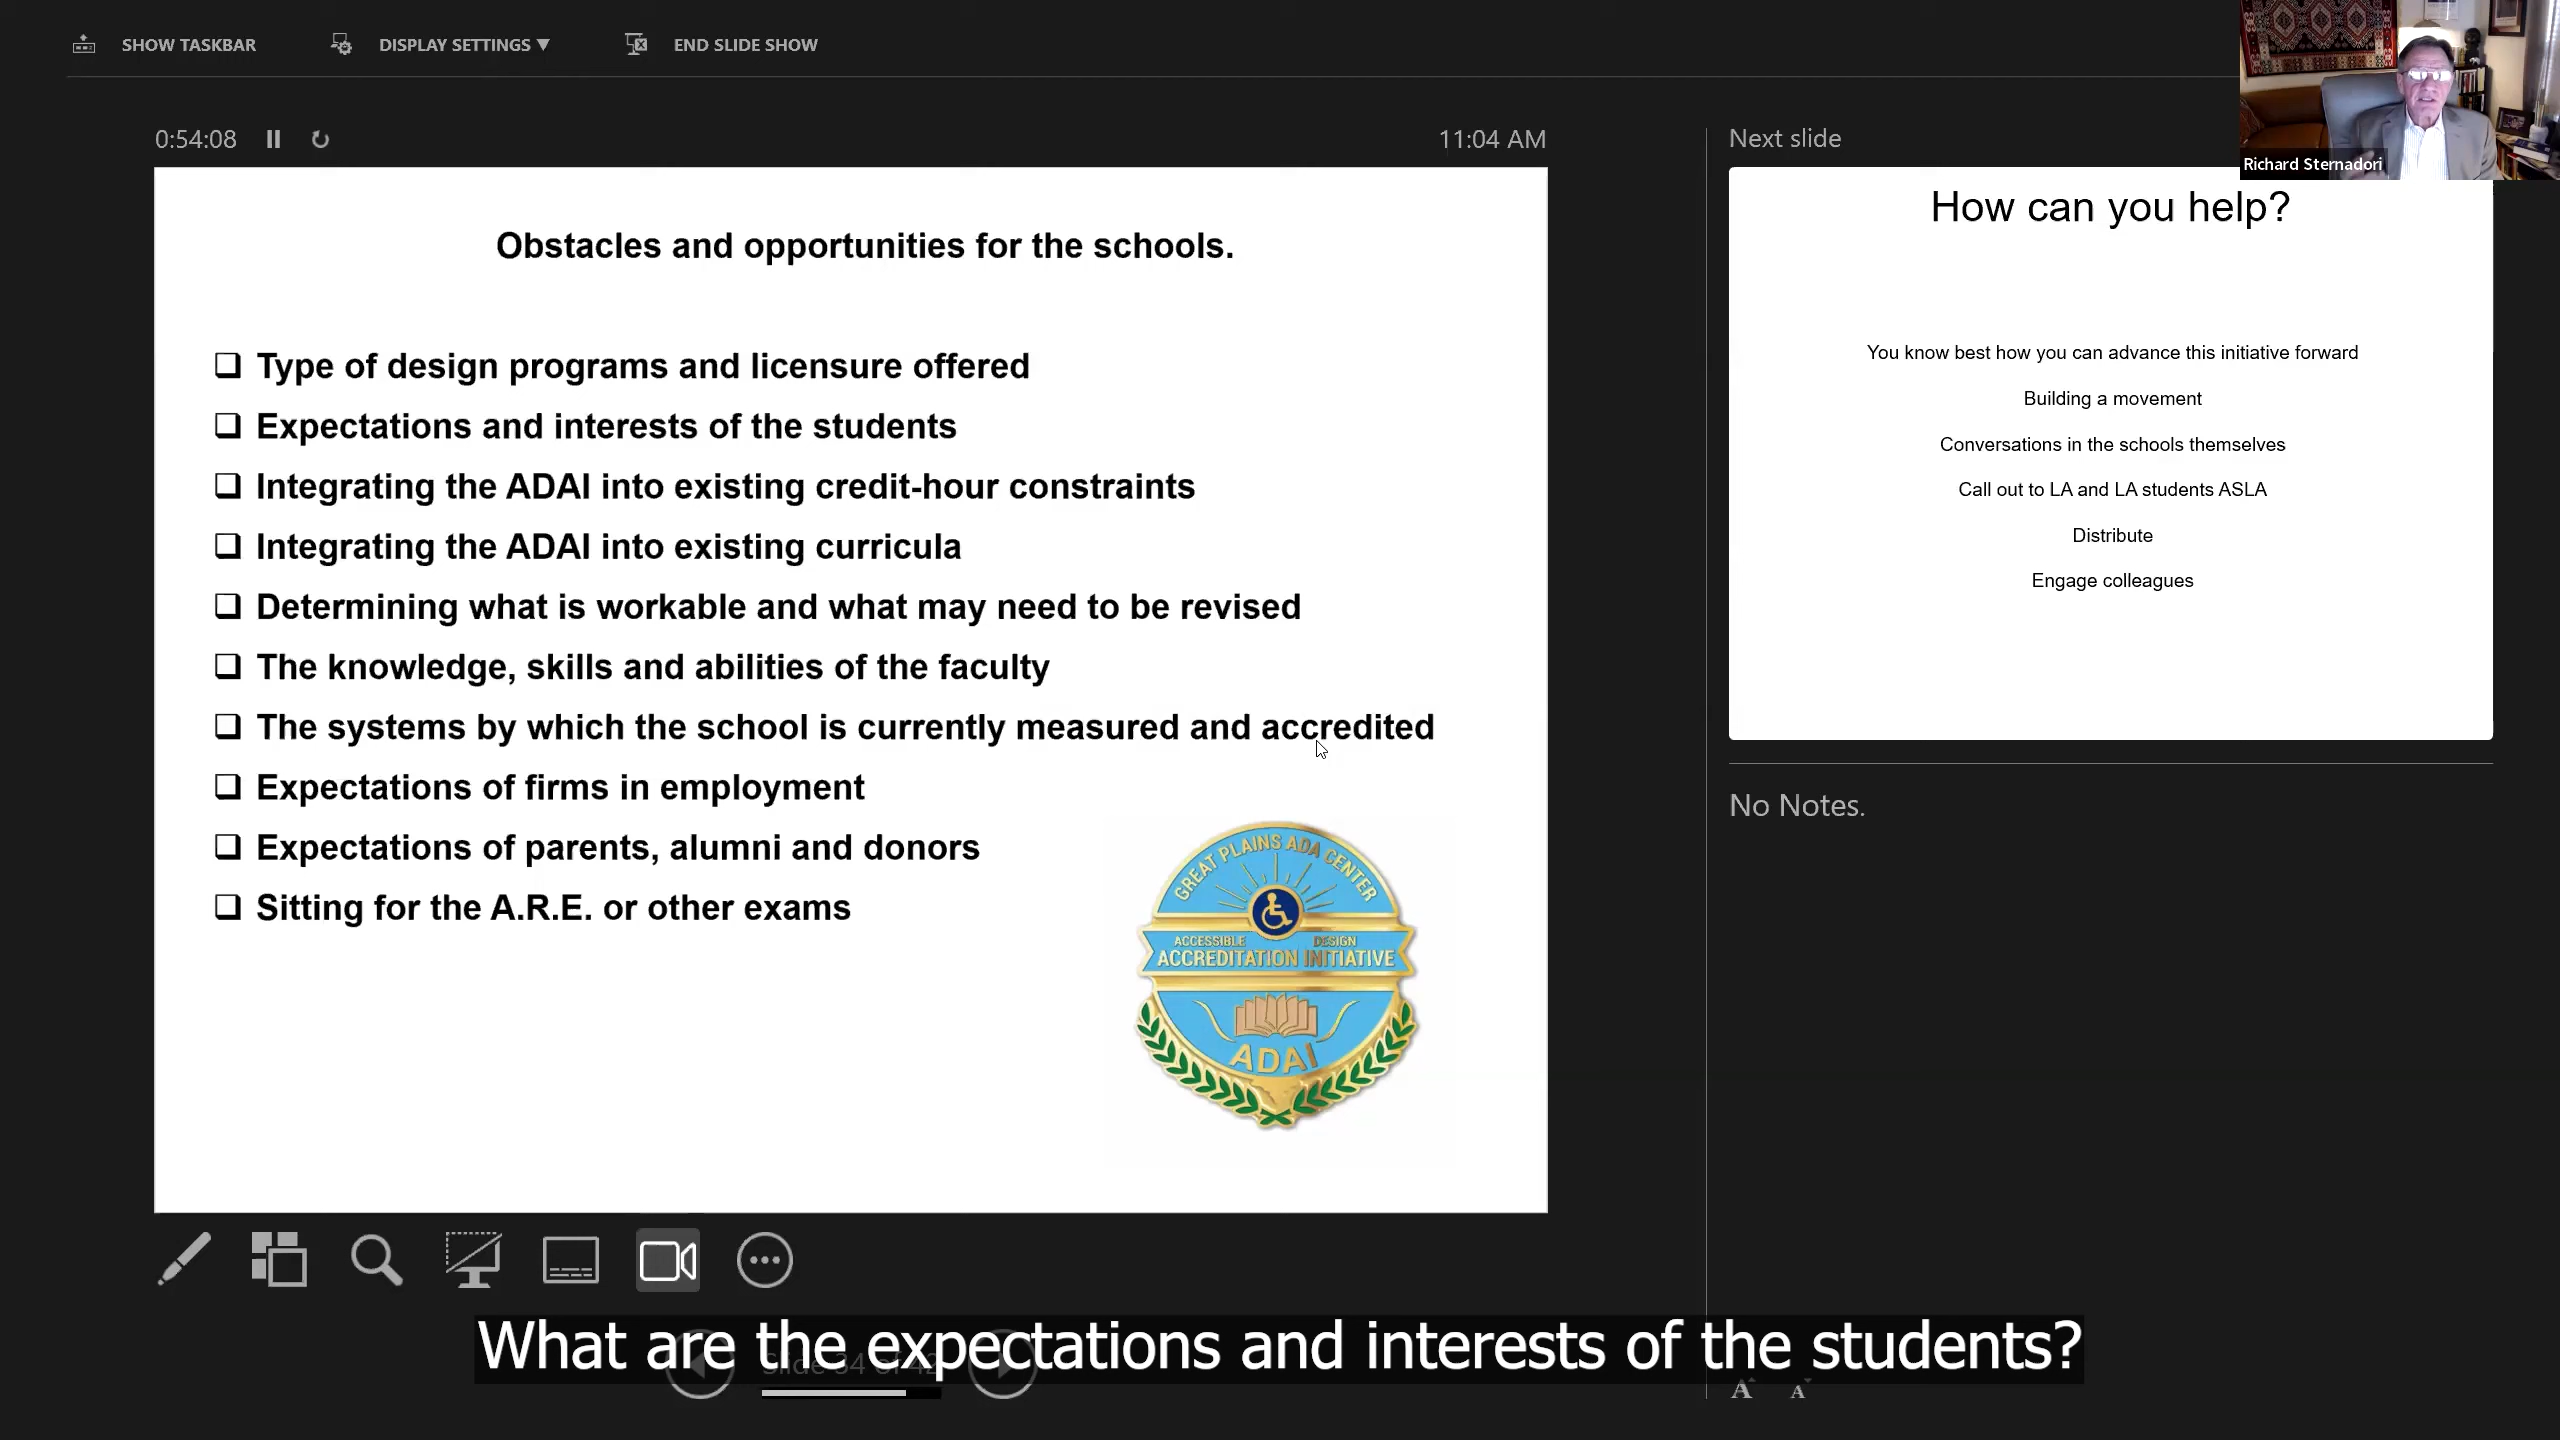 SHOW TASKBAR
DISPLAY SETTINGS ▼
END SLIDE SHOW
0:54:08
11:04 AM
Next slide
Richard Sternadori
Obstacles and opportunities for the schools.
❑ Type of design programs and licensure offered
❑ Expectations and interests of the students
❑ Integrating the ADAI into existing credit-hour constraints
❑ Integrating the ADAI into existing curricula
❑ Determining what is workable and what may need to be revised
❑ The knowledge, skills and abilities of the faculty
❑ The systems by which the school is currently measured and accredited
❑ Expectations of firms in employment
❑ Expectations of parents, alumni and donors
❑ Sitting for the A.R.E. or other exams
GREAT PLAINS ADA CENTER
ACCESSIBLE DESIGN
ACCREDITATION INITIATIVE
ADAI
How can you help?
You know best how you can advance this initiative forward
Building a movement
Conversations in the schools themselves
Call out to LA and LA students ASLA
Distribute
Engage colleagues
No Notes.
What are the expectations and interests of the students?
Slide 34 of 42
A A